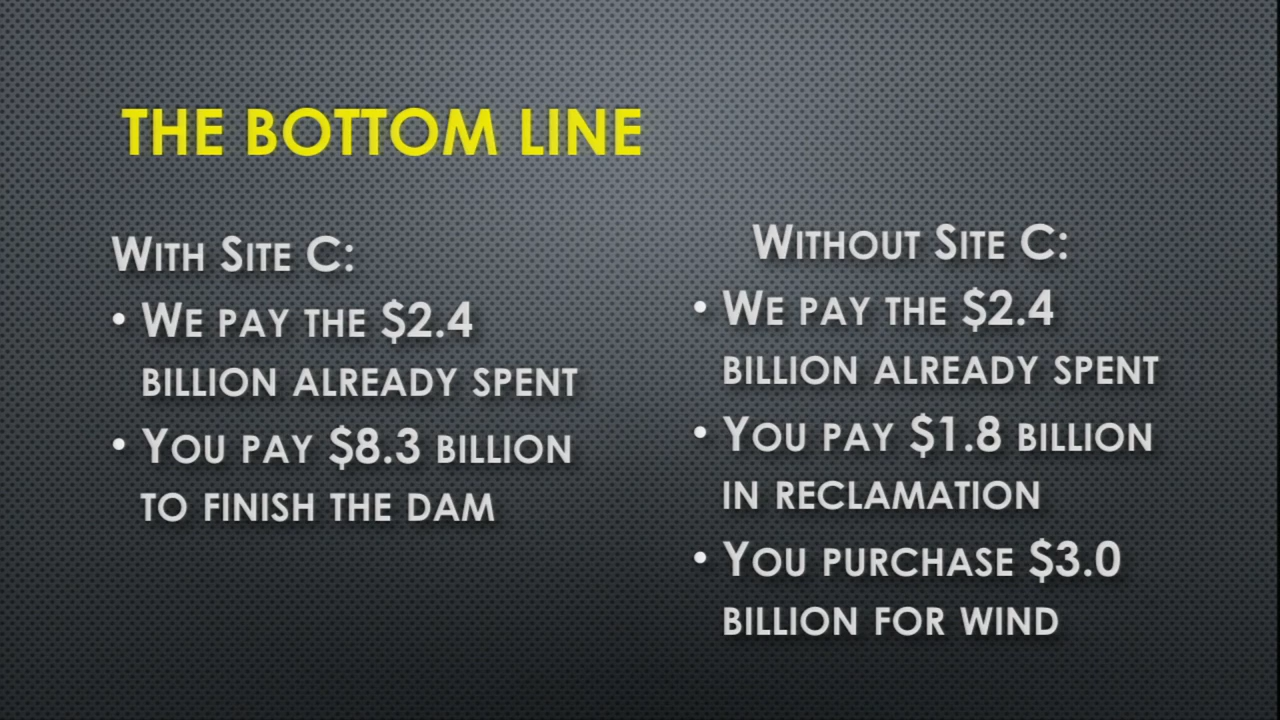 THE BOTTOM LINE
WITH SITE C:
• WE PAY THE $2.4
BILLION ALREADY SPENT
• YOU PAY $8.3 BILLION
TO FINISH THE DAM
WITHOUT SITE C:
• WE PAY THE $2.4
BILLION ALREADY SPENT
• YOU PAY $1.8 BILLION
IN RECLAMATION
• YOU PURCHASE $3.0
BILLION FOR WIND